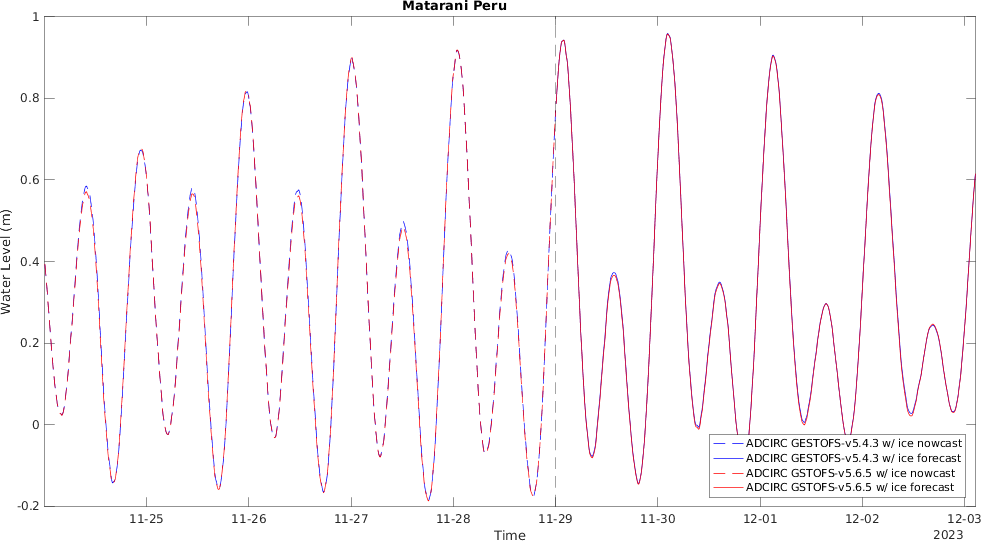 Matarani Peru
1
0.8
0.6
0.4
0.2
0
-0.2
Water Level (m)
11-25 11-26 11-27 11-28 11-29 11-30 12-01 12-02 12-03
Time
2023
ADCIRC GESTOFS-v5.4.3 w/ ice nowcast
ADCIRC GESTOFS-v5.4.3 w/ ice forecast
ADCIRC GSTOFS-v5.6.5 w/ ice nowcast
ADCIRC GSTOFS-v5.6.5 w/ ice forecast